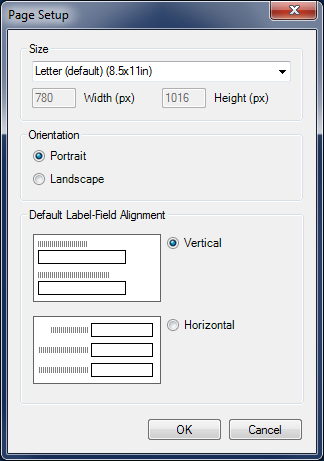 Page Setup
Size
Letter (default) (8.5x11in)
780 Width (px) 1016 Height (px)
Orientation
Portrait
Landscape
Default Label-Field Alignment
Vertical
Horizontal
OK Cancel